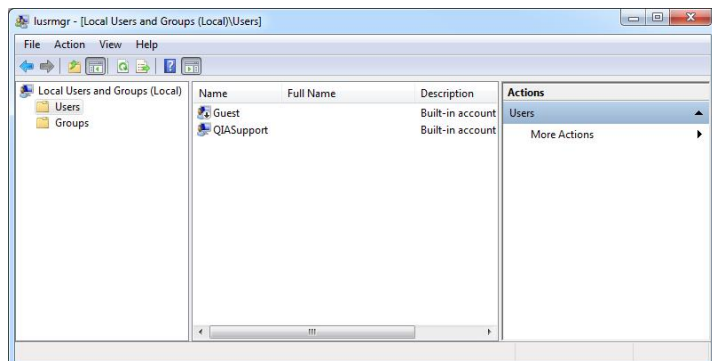 lusrmgr - [Local Users and Groups (Local)\Users]
File Action View Help
Local Users and Groups (Local)
Users
Groups
Name Full Name Description
Guest Built-in account
QIASupport Built-in account
Actions
Users
More Actions